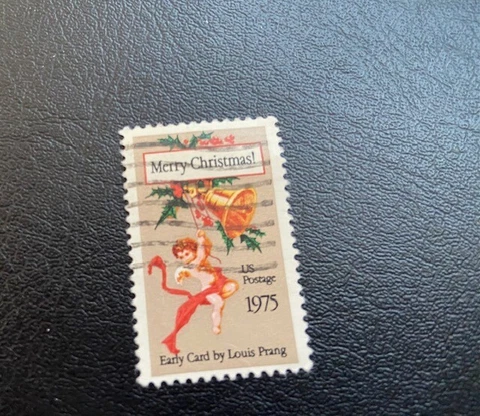 Merry Christmas!
US
Postage
1975
Early Card by Louis Prang